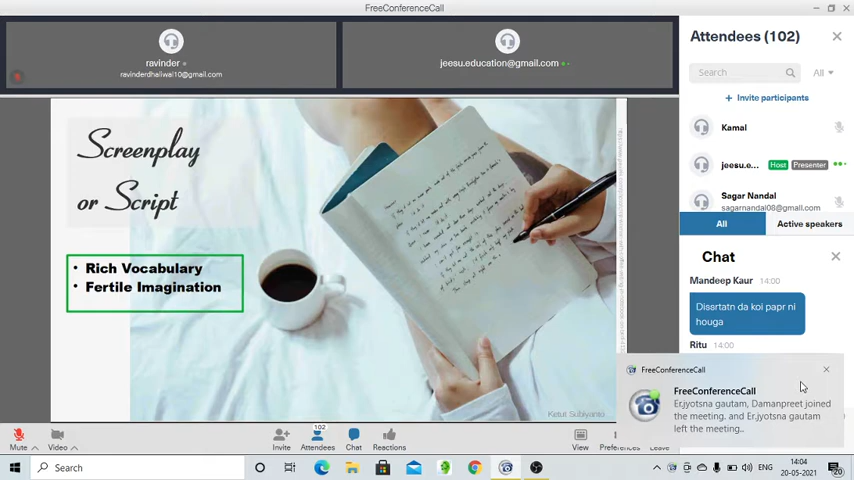 FreeConferenceCall
ravinder
ravinderdhaliwal10@gmail.com
jeesu.education@gmail.com
Attendees (102)
Search
All
+ Invite participants
Kamal
jeesu.e...
Host
Presenter
Sagar Nandal
sagarnandal08@gmail.com
All
Active speakers
Screenplay
or Script
• Rich Vocabulary
• Fertile Imagination
Ketut Subiyanto
Chat
Mandeep Kaur 14:00
Dissrtatn da koi papr ni
houga
Ritu 14:00
FreeConferenceCall
FreeConferenceCall
Er.jyotsna gautam, Damanpreet joined
the meeting, and Er.jyotsna gautam
left the meeting..
Mute
Video
Invite
102
Attendees
Chat
Reactions
View
Preferences
Leave
Search
ENG
14:04
20-05-2021
20